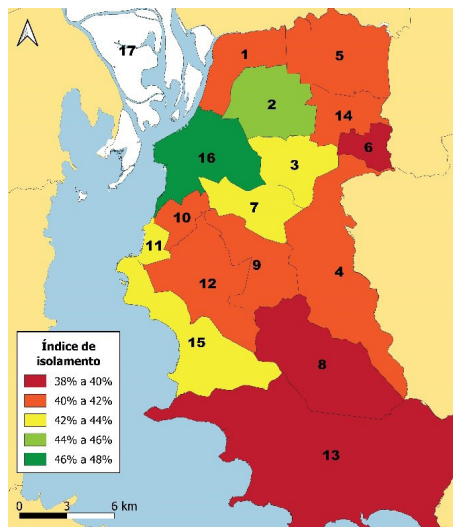 17
1
5
2
14
6
16
3
7
10
11
9
4
12
15
8
13
Índice de
isolamento
38% a 40%
40% a 42%
42% a 44%
44% a 46%
46% a 48%
0 3 6 km